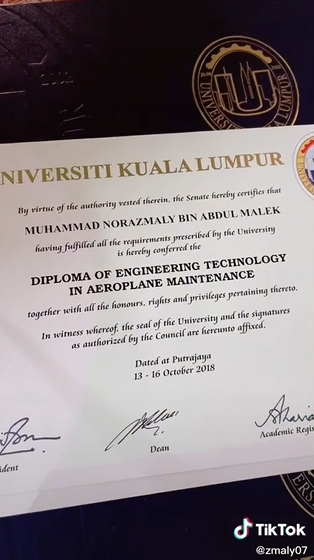 UNIVERSITI KUALA LUMPUR
NIVERSITI KUALA LUMPUR
By virtue of the authority vested therein, the Senate hereby certifies that
MUHAMMAD NORAZMALY BIN ABDUL MALEK
having fulfilled all the requirements prescribed by the University
is hereby conferred the
DIPLOMA OF ENGINEERING TECHNOLOGY
IN AEROPLANE MAINTENANCE
together with all the honours, rights and privileges pertaining thereto.
In witness whereof, the seal of the University and the signatures
as authorized by the Council are hereunto affixed.
Dated at Putrajaya
13 - 16 October 2018
ident
Dean
Academic Regis
TikTok
@zmaly07